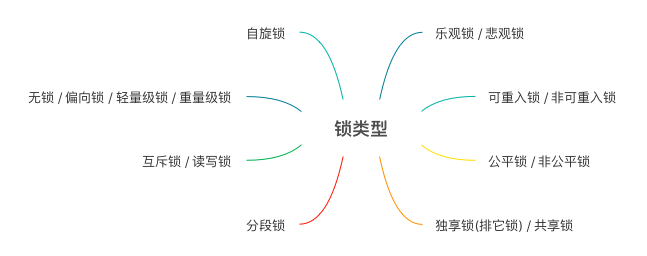 自旋锁
乐观锁 / 悲观锁
无锁 / 偏向锁 / 轻量级锁 / 重量级锁
可重入锁 / 非可重入锁
锁类型
互斥锁 / 读写锁
公平锁 / 非公平锁
分段锁
独享锁(排它锁) / 共享锁